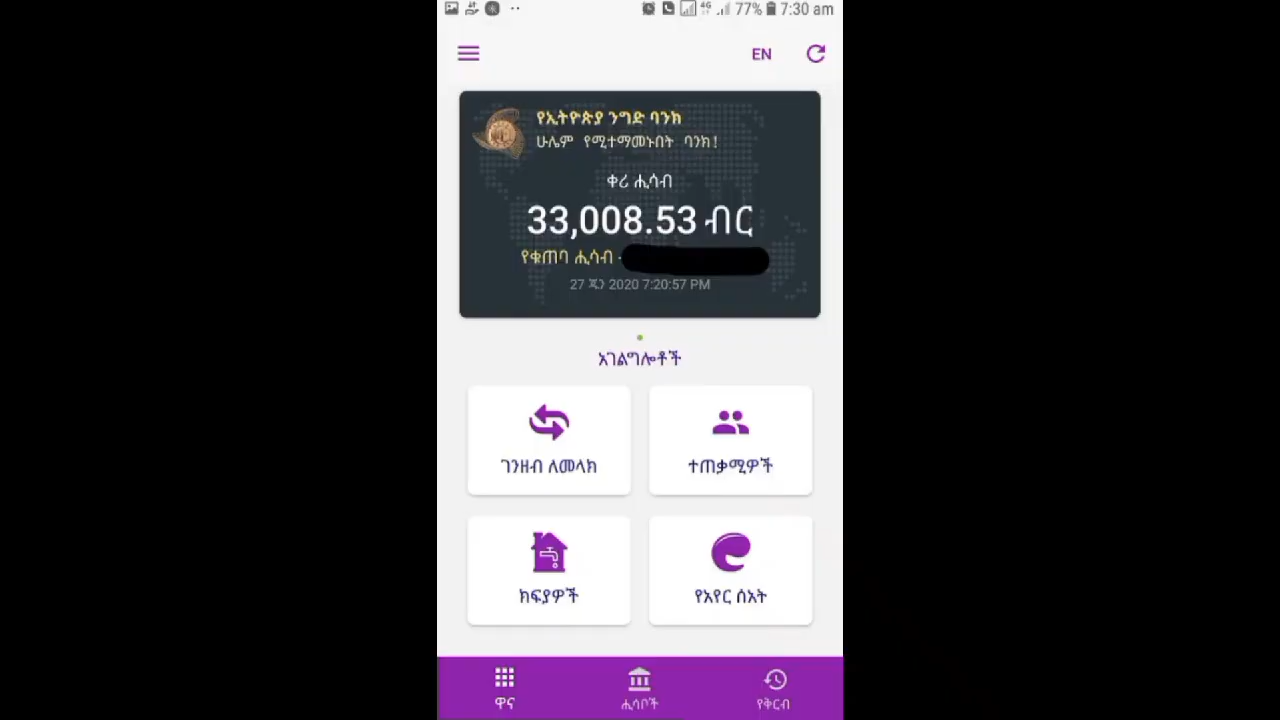 77% 7:30 am
EN
የኢትዮጵያ ንግድ ባንክ
ሁሌም የሚተማመኑበት ባንክ!
ቀሪ ሒሳብ
33,008.53 ብር
የቁጠባ ሒሳብ -
27 ጁን 2020 7:20:57 PM
አገልግሎቶች
ገንዘብ ለመላክ
ተጠቃሚዎች
ክፍያዎች
የአየር ሰአት
ዋና
ሒሳቦች
የቅርብ